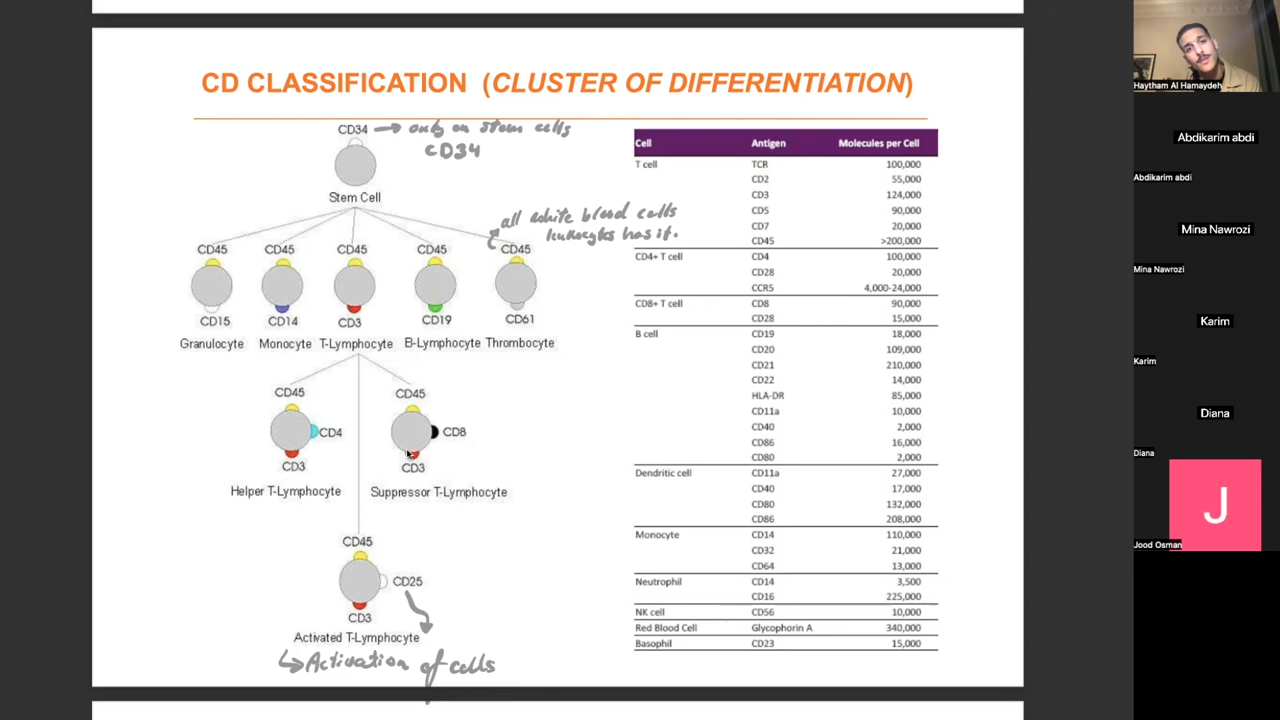 CD CLASSIFICATION (CLUSTER OF DIFFERENTIATION)
CD34 → only on stem cells
CD34
Stem Cell
all white blood cells
leukocytes has it.
CD45 CD45 CD45 CD45 CD45
CD15 CD14 CD3 CD19 CD61
Granulocyte Monocyte T-Lymphocyte B-Lymphocyte Thrombocyte
CD45 CD45
CD4 CD8
CD3 CD3
Helper T-Lymphocyte Suppressor T-Lymphocyte
CD45
CD25
CD3
Activated T-Lymphocyte
↳ Activation of cells
Cell Antigen Molecules per Cell
T cell TCR 100,000
CD2 55,000
CD3 124,000
CD5 90,000
CD7 20,000
CD45 >200,000
CD4+ T cell CD4 100,000
CD28 20,000
CCR5 4,000-24,000
CD8+ T cell CD8 90,000
CD28 15,000
B cell CD19 18,000
CD20 109,000
CD21 210,000
CD22 14,000
HLA-DR 85,000
CD11a 10,000
CD40 2,000
CD86 16,000
CD80 2,000
Dendritic cell CD11a 27,000
CD40 17,000
CD80 132,000
CD86 208,000
Monocyte CD14 110,000
CD32 21,000
CD64 13,000
Neutrophil CD14 3,500
CD16 225,000
NK cell CD56 10,000
Red Blood Cell Glycophorin A 340,000
Basophil CD23 15,000
Haytham Al Hamaydeh
Abdikarim abdi
Abdikarim abdi
Mina Nawrozi
Mina Nawrozi
Karim
Karim
Diana
Diana
J
Jood Osman